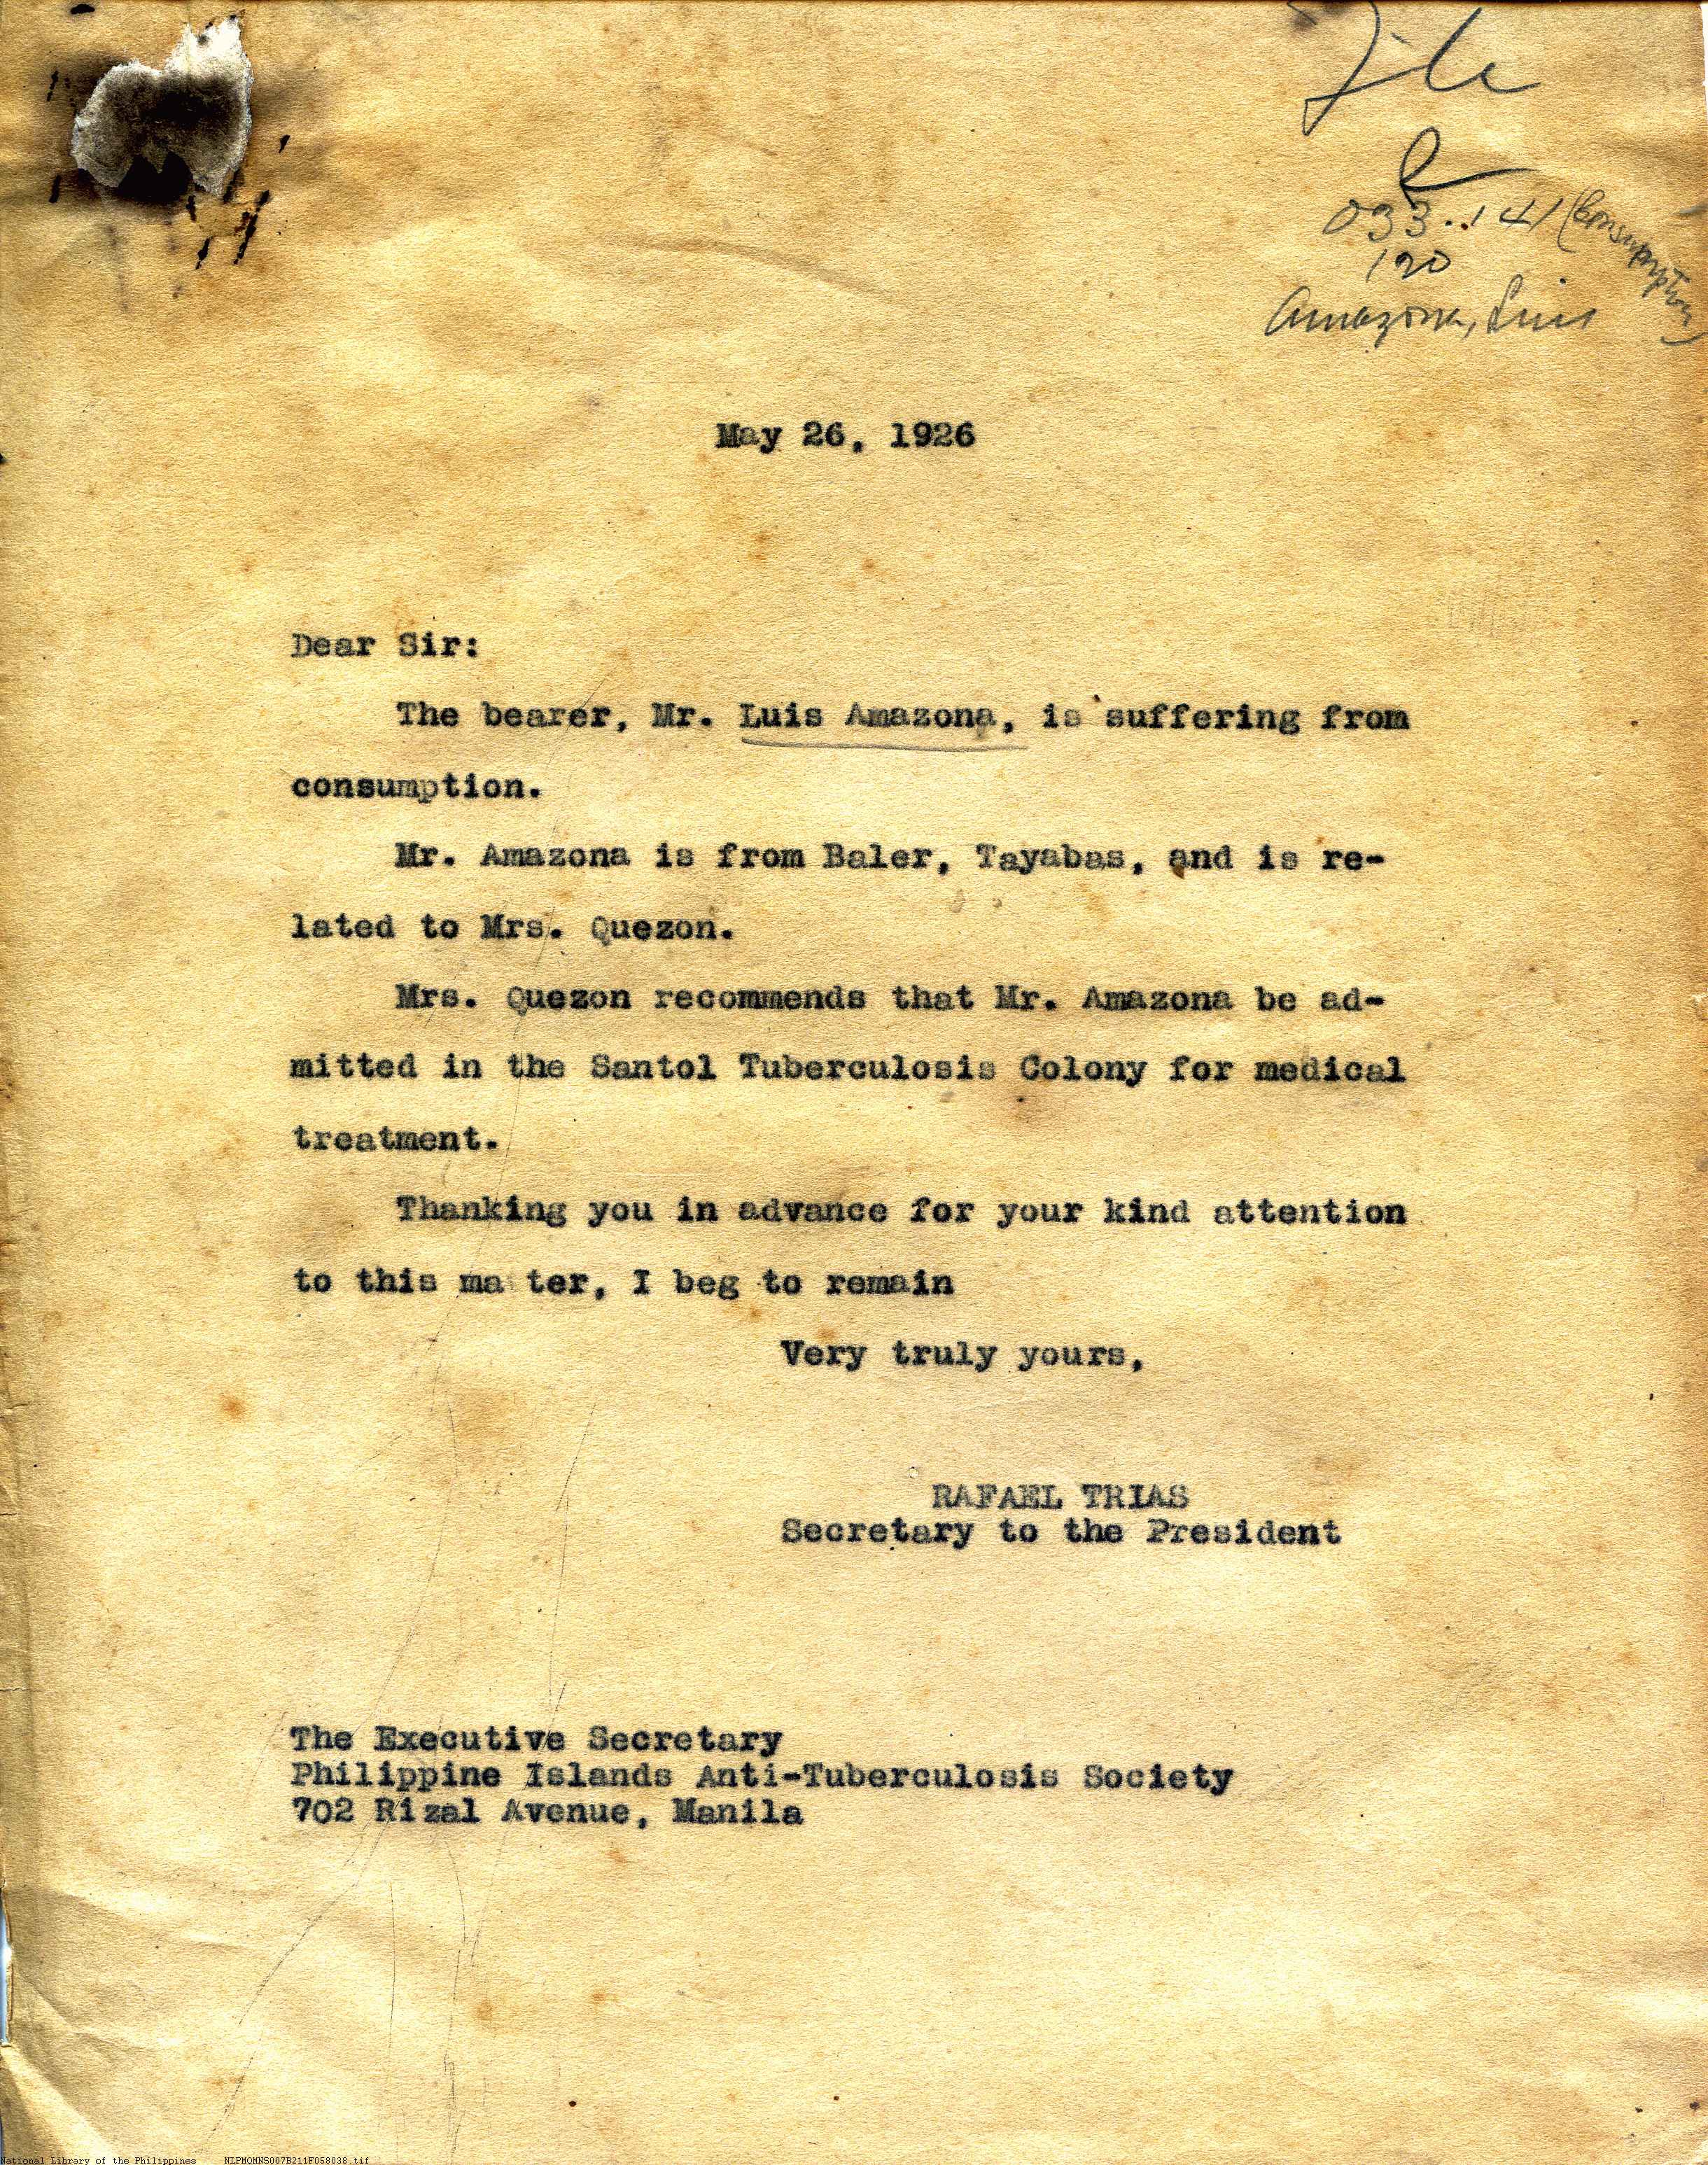 File
033..141 (Consumption)
120
Amazona, Luis
May 26, 1926
Dear Sir:
The bearer, Mr. Luis Amazona, is suffering from
consumption.
Mr. Amazona is from Baler, Tayabas, and is re-
lated to Mrs. Quezon.
Mrs. Quezon recommends that Mr. Amazona be ad-
mitted in the Santol Tuberculosis Colony for medical
treatment.
Thanking you in advance for your kind attention
to this ma ter, I beg to remain
Very truly yours,
RAFAEL TRIAS
Secretary to the President
The Executive Secretary
Philippine Islands Anti-Tuberculosis Society
702 Rizal Avenue, Manila
National Library of the Philippines NLPMQMNS007B211F058038.tif